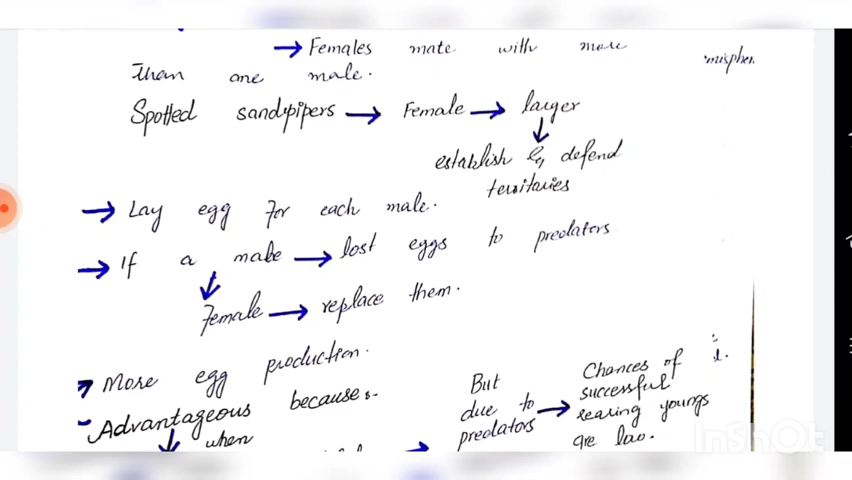 → Females mate with more
than one male.
Spotted sandpipers → Female → larger
↓
establish & defend
territories
→ Lay egg for each male.
→ If a male → lost eggs to predators
↓
Female → replace them.
→ More egg production.
- Advantageous because:-
↓ when
But
due to
predators →
Chances of
successful
rearing youngs
are low.
InShOt